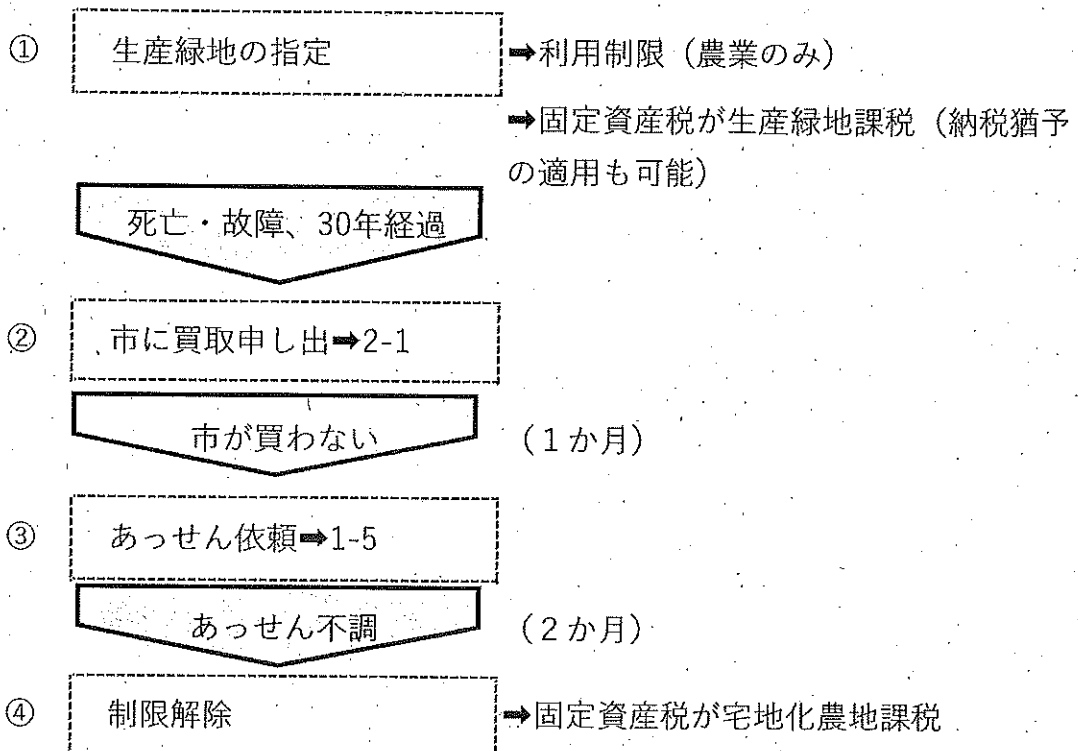 ① 生産緑地の指定 ➡利用制限（農業のみ）
➡固定資産税が生産緑地課税（納税猶予
の適用も可能）
死亡・故障、30年経過
② 市に買取申し出➡2-1
市が買わない （1か月）
③ あっせん依頼➡1-5
あっせん不調 （2か月）
④ 制限解除 ➡固定資産税が宅地化農地課税